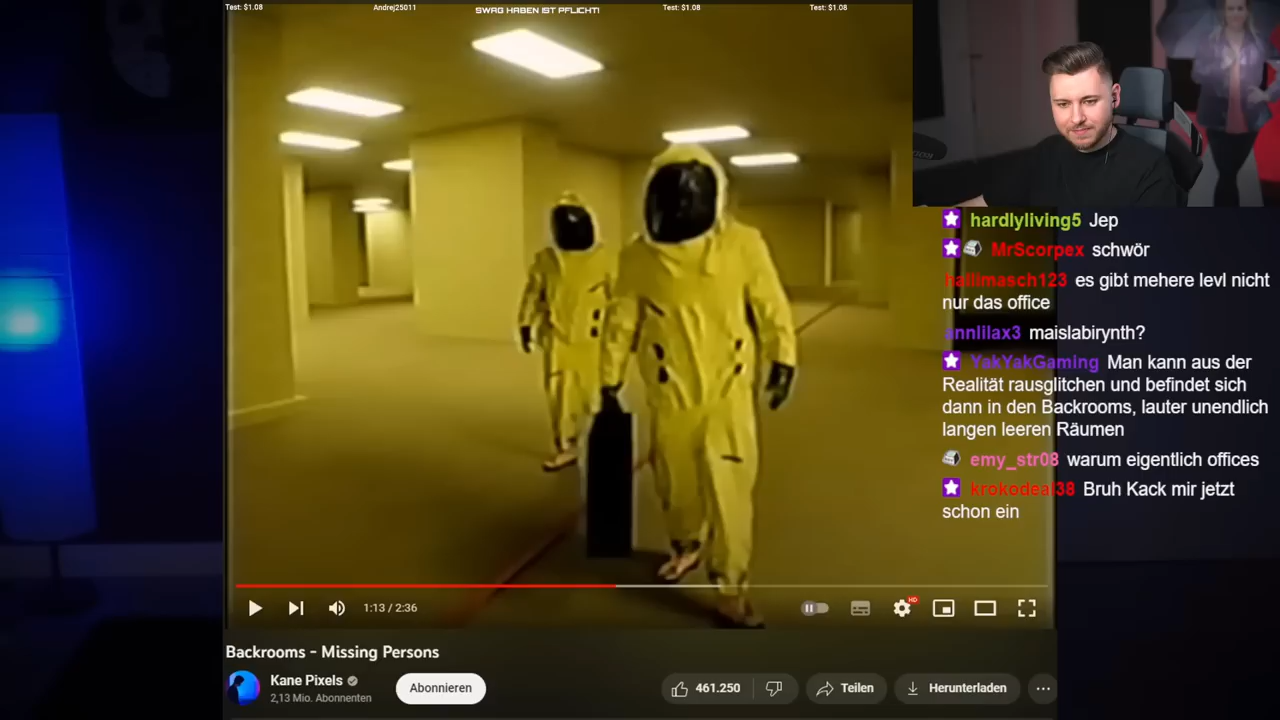 Test: $1.08
Andrej25011
SWAG HABEN IST PFLICHT!
Test: $1.08
Test: $1.08
hardlyliving5 Jep
MrScorpex schwör
hallimasch123 es gibt mehere levl nicht
nur das office
annlilax3 maislabirynth?
YakYakGaming Man kann aus der
Realität rausglitchen und befindet sich
dann in den Backrooms, lauter unendlich
langen leeren Räumen
emy_str08 warum eigentlich offices
krokodeal38 Bruh Kack mir jetzt
schon ein
1:13 / 2:36
HD
Backrooms - Missing Persons
Kane Pixels
2,13 Mio. Abonnenten
Abonnieren
461.250
Teilen
Herunterladen